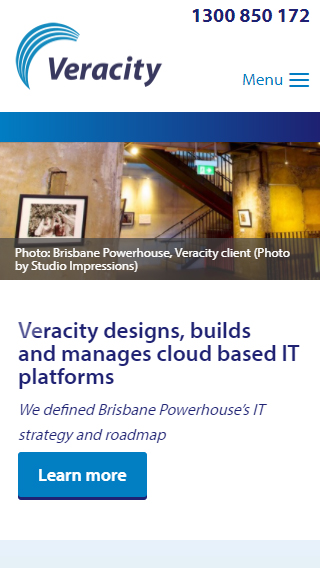 1300 850 172
Veracity
Menu
Photo: Brisbane Powerhouse, Veracity client (Photo
by Studio Impressions)
Veracity designs, builds
and manages cloud based IT
platforms
We defined Brisbane Powerhouse's IT
strategy and roadmap
Learn more